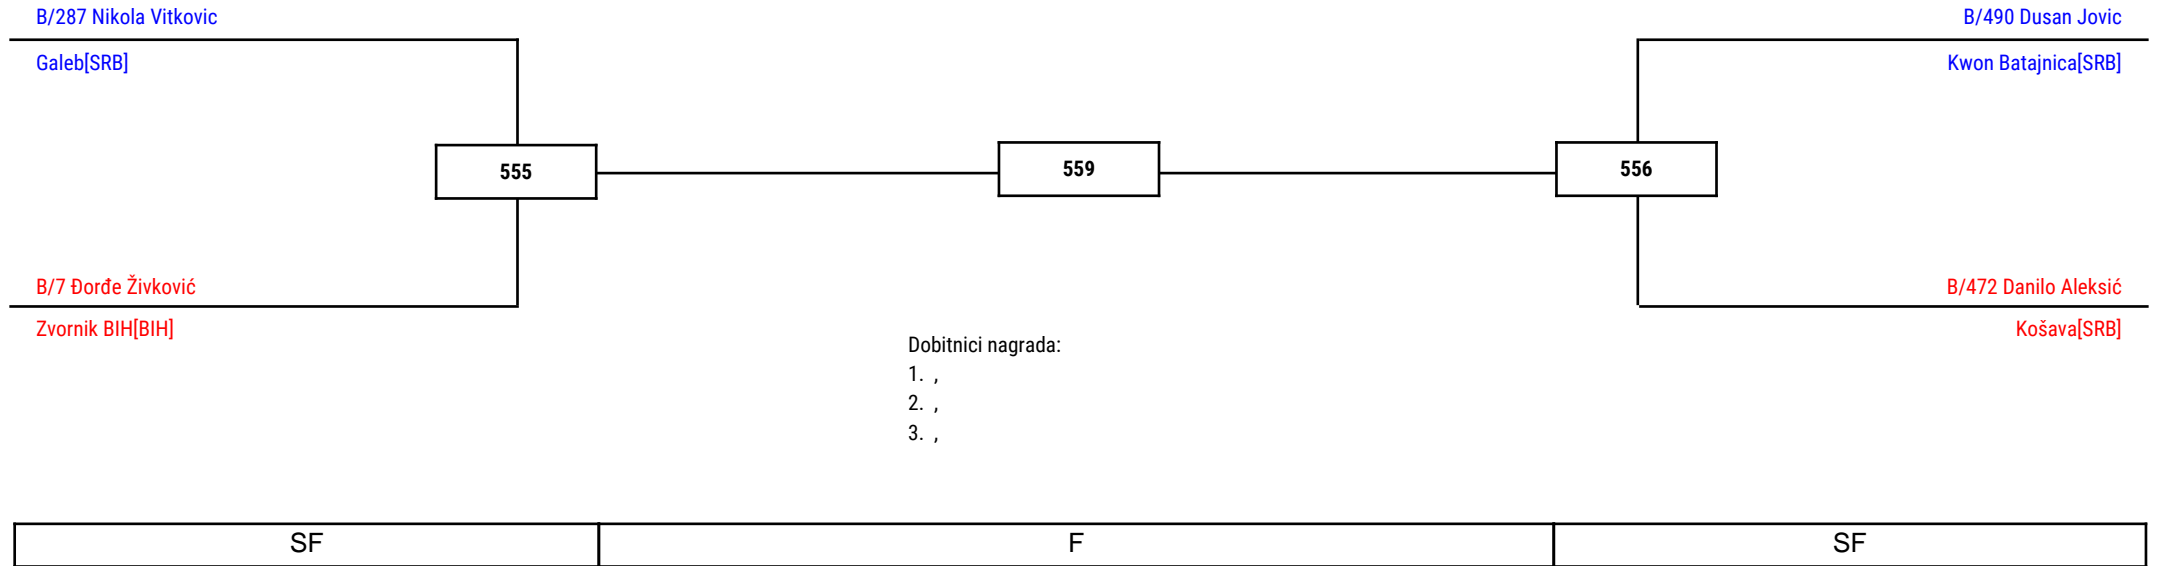 B/287 Nikola Vitkovic
Galeb[SRB]
B/490 Dusan Jovic
Kwon Batajnica[SRB]
555
559
556
B/7 Đorđe Živković
Zvornik BIH[BIH]
B/472 Danilo Aleksić
Košava[SRB]
Dobitnici nagrada:
1. ,
2. ,
3. ,
SF
F
SF